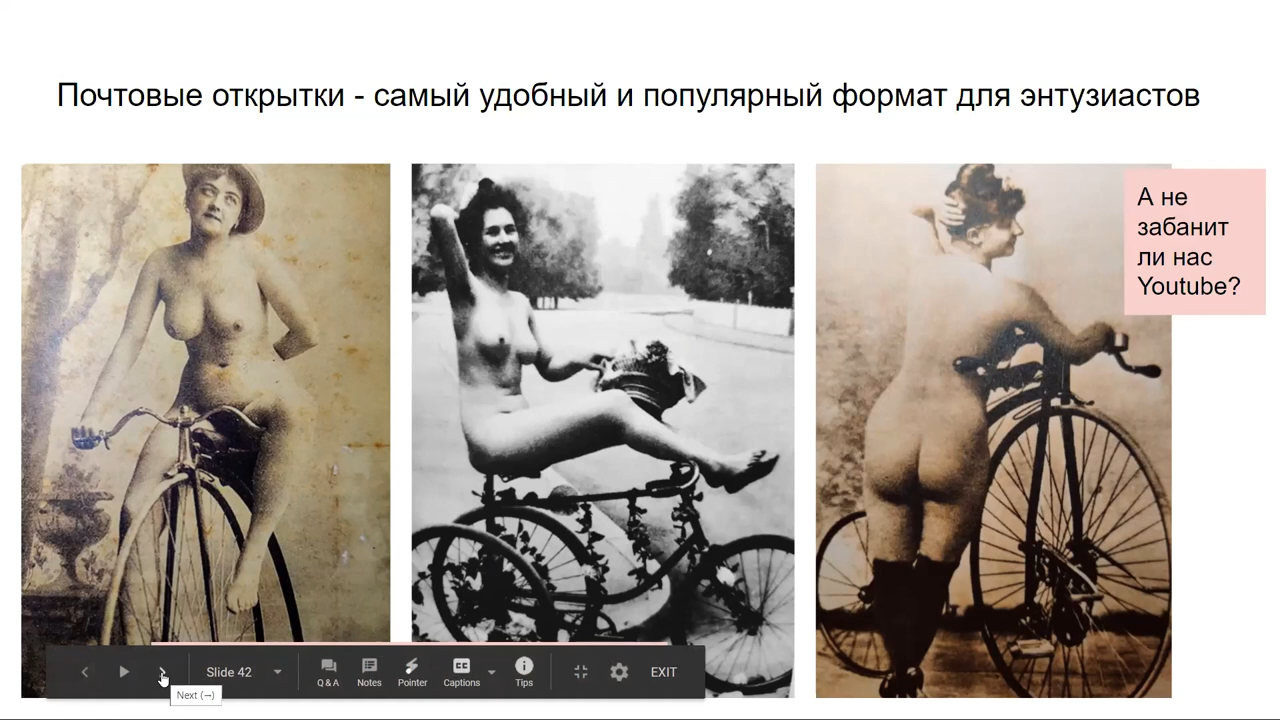 Почтовые открытки - самый удобный и популярный формат для энтузиастов
А не
забанит
ли нас
Youtube?
Slide 42
Q & A
Notes
Pointer
Captions
Tips
EXIT
Next (→)